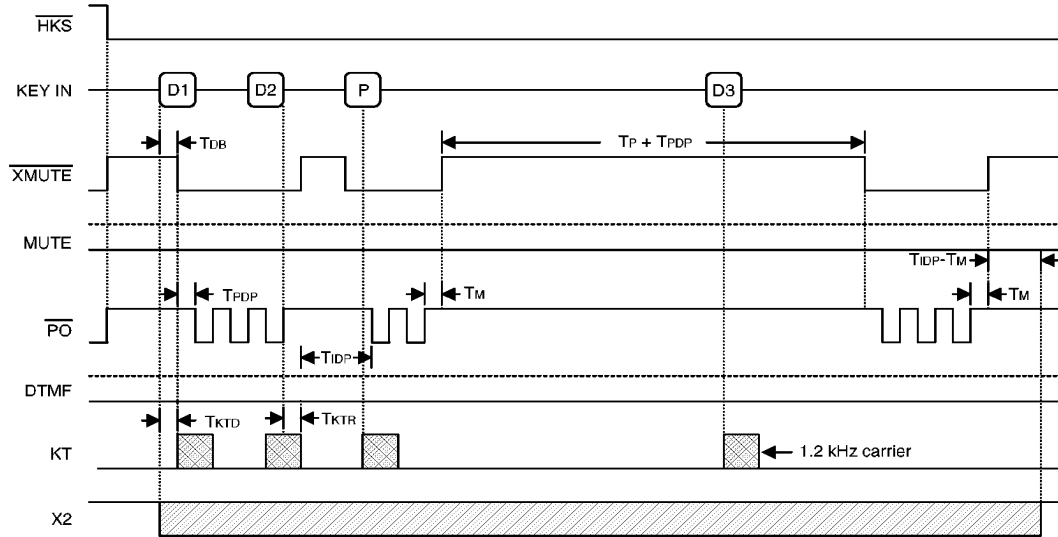 HKS
KEY IN
D1
D2
P
D3
TDB
TP + TPDP
XMUTE
MUTE
TIDP-TM
TPDP
TM
TM
PO
TIDP
DTMF
TKTD
TKTR
KT
1.2 kHz carrier
X2